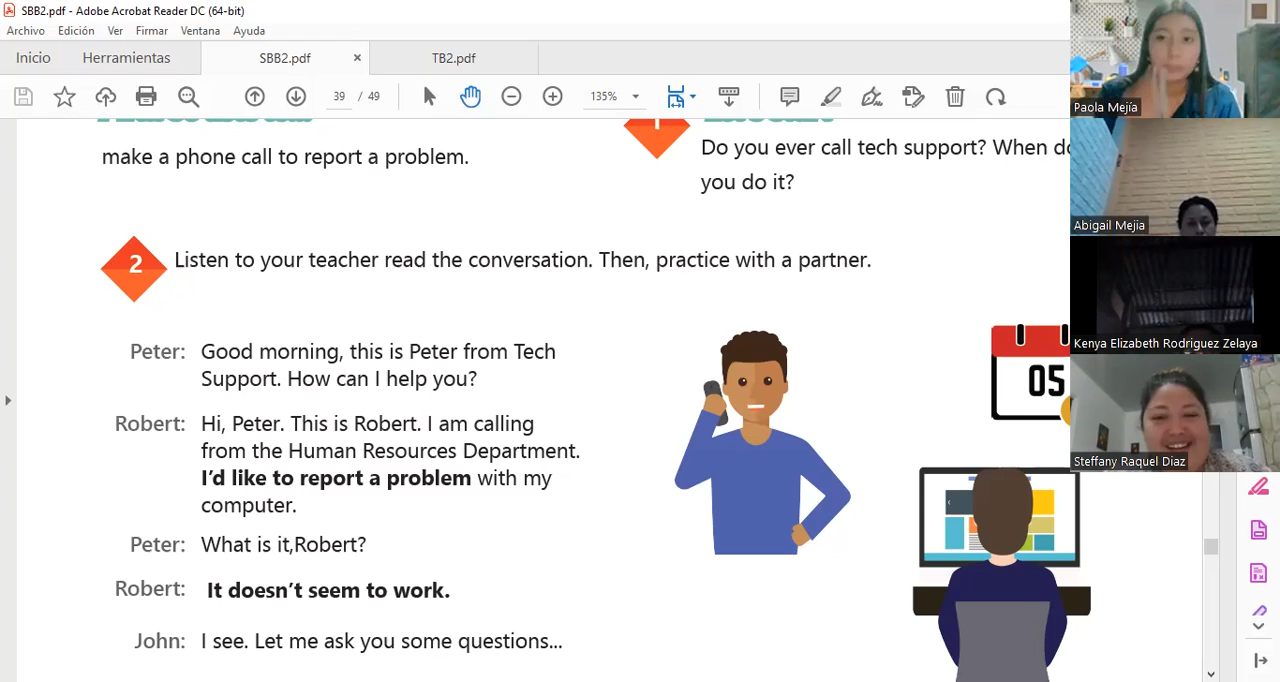 SBB2.pdf - Adobe Acrobat Reader DC (64-bit)
Archivo Edición Ver Firmar Ventana Ayuda
Inicio Herramientas SBB2.pdf × TB2.pdf
39 / 49 135%
make a phone call to report a problem.
1
Do you ever call tech support? When do
you do it?
2 Listen to your teacher read the conversation. Then, practice with a partner.
Peter: Good morning, this is Peter from Tech
Support. How can I help you?
Robert: Hi, Peter. This is Robert. I am calling
from the Human Resources Department.
I'd like to report a problem with my
computer.
Peter: What is it,Robert?
Robert: It doesn't seem to work.
John: I see. Let me ask you some questions...
05
Paola Mejía
Abigail Mejia
Kenya Elizabeth Rodriguez Zelaya
Steffany Raquel Diaz